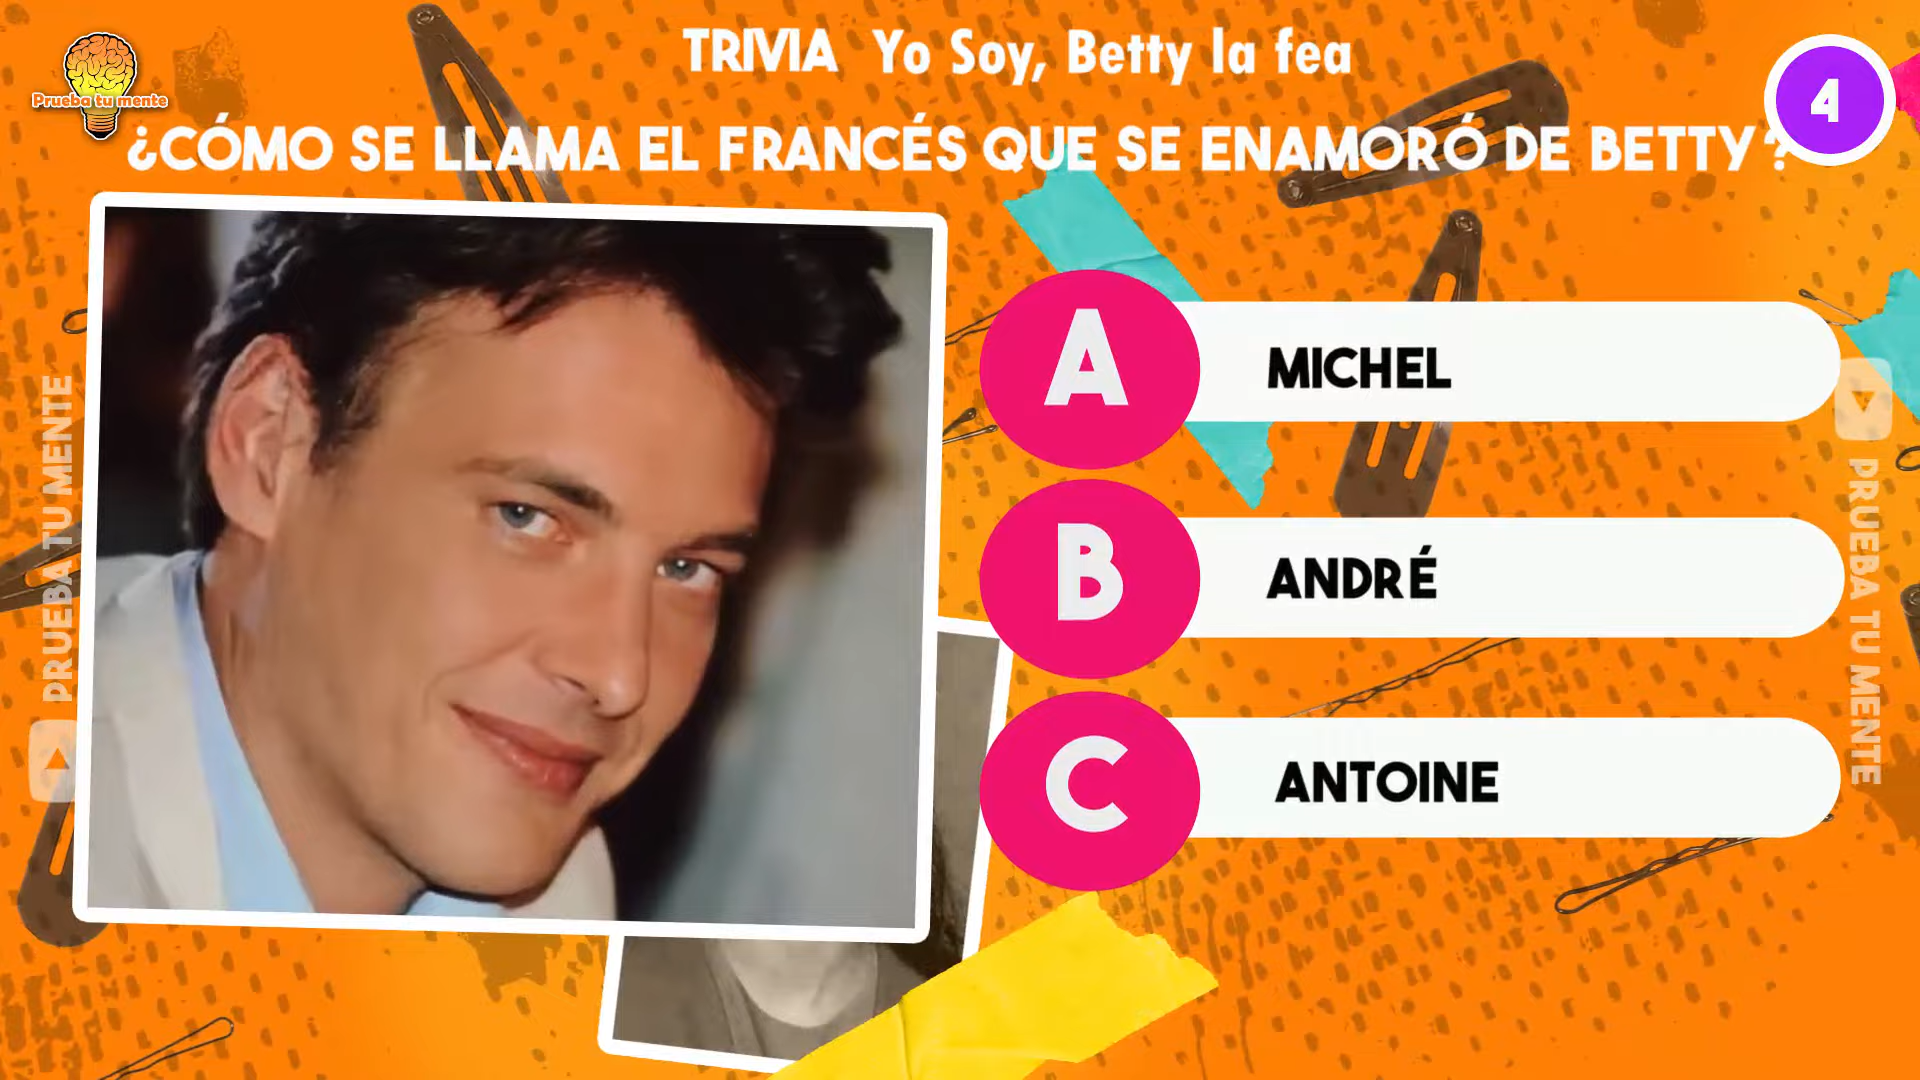 TRIVIA Yo Soy, Betty la fea
Prueba tu mente
4
¿CÓMO SE LLAMA EL FRANCÉS QUE SE ENAMORÓ DE BETTY?
A MICHEL
B ANDRÉ
C ANTOINE
PRUEBA TU MENTE
PRUEBA TU MENTE